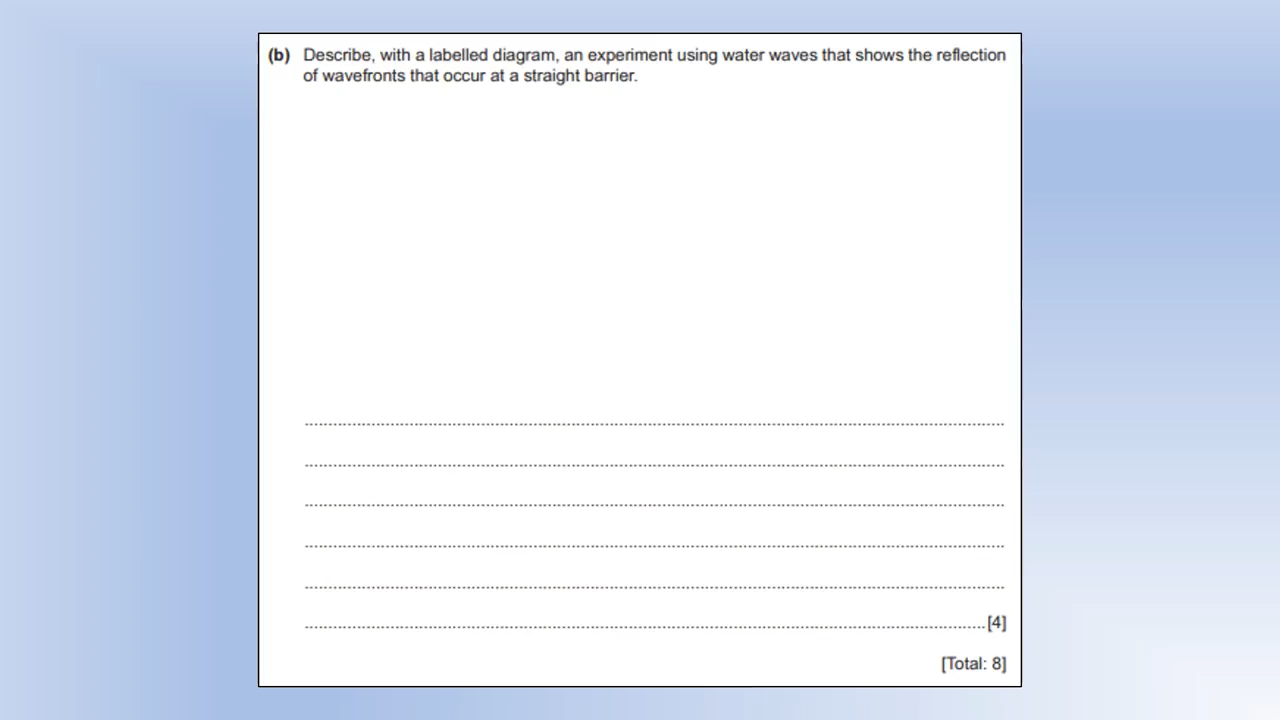 (b) Describe, with a labelled diagram, an experiment using water waves that shows the reflection
of wavefronts that occur at a straight barrier.
[4]
[Total: 8]